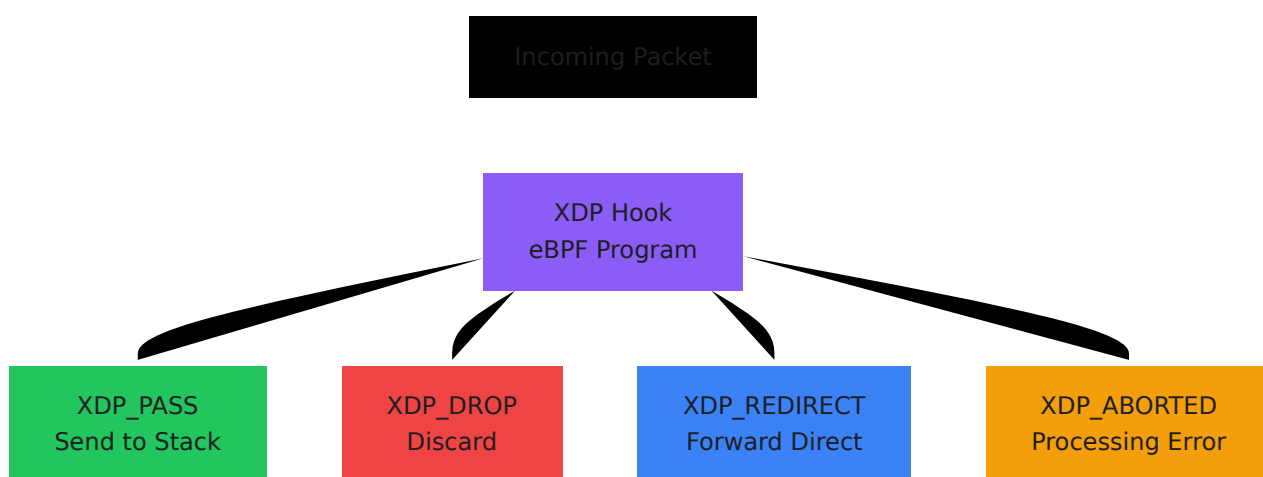 Incoming Packet
XDP Hook
eBPF Program
XDP_PASS
Send to Stack
XDP_DROP
Discard
XDP_REDIRECT
Forward Direct
XDP_ABORTED
Processing Error